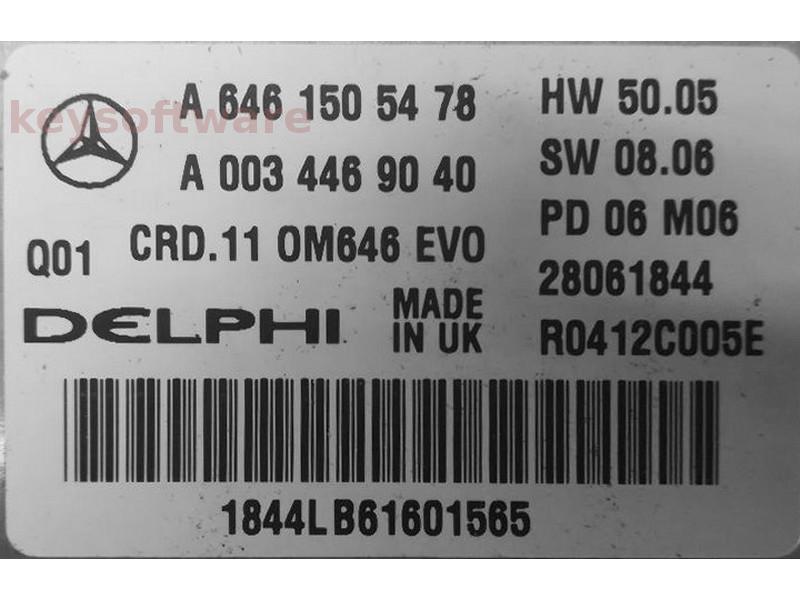 A 646 150 54 78
HW 50.05
keysoftware
A 003 446 90 40
SW 08.06
Q01
CRD.11 OM646 EVO
PD 06 M06
28061844
DELPHI
MADE
IN UK
R0412C005E
1844LB61601565